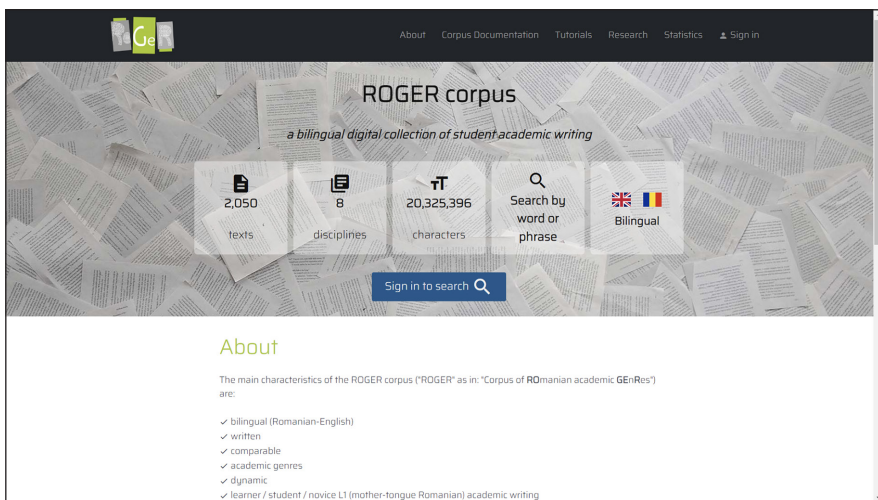 Ge
About Corpus Documentation Tutorials Research Statistics Sign in
ROGER corpus
a bilingual digital collection of student academic writing
2,050
texts
8
disciplines
20,325,396
characters
Search by
word or
phrase
Bilingual
Sign in to search
About
The main characteristics of the ROGER corpus ("ROGER" as in: "Corpus of ROmanian academic GEnRes")
are:
✓ bilingual (Romanian-English)
✓ written
✓ comparable
✓ academic genres
✓ dynamic
✓ learner / student / novice L1 (mother-tongue Romanian) academic writing